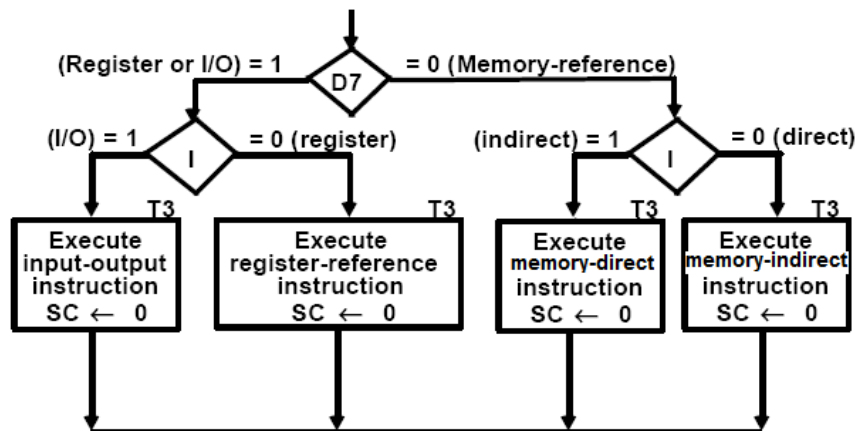 (Register or I/O) = 1
= 0 (Memory-reference)
D7
(I/O) = 1
I
= 0 (register)
(indirect) = 1
I
= 0 (direct)
T3
Execute
input-output
instruction
SC ← 0
T3
Execute
register-reference
instruction
SC ← 0
T3
Execute
memory-direct
instruction
SC ← 0
T3
Execute
memory-indirect
instruction
SC ← 0